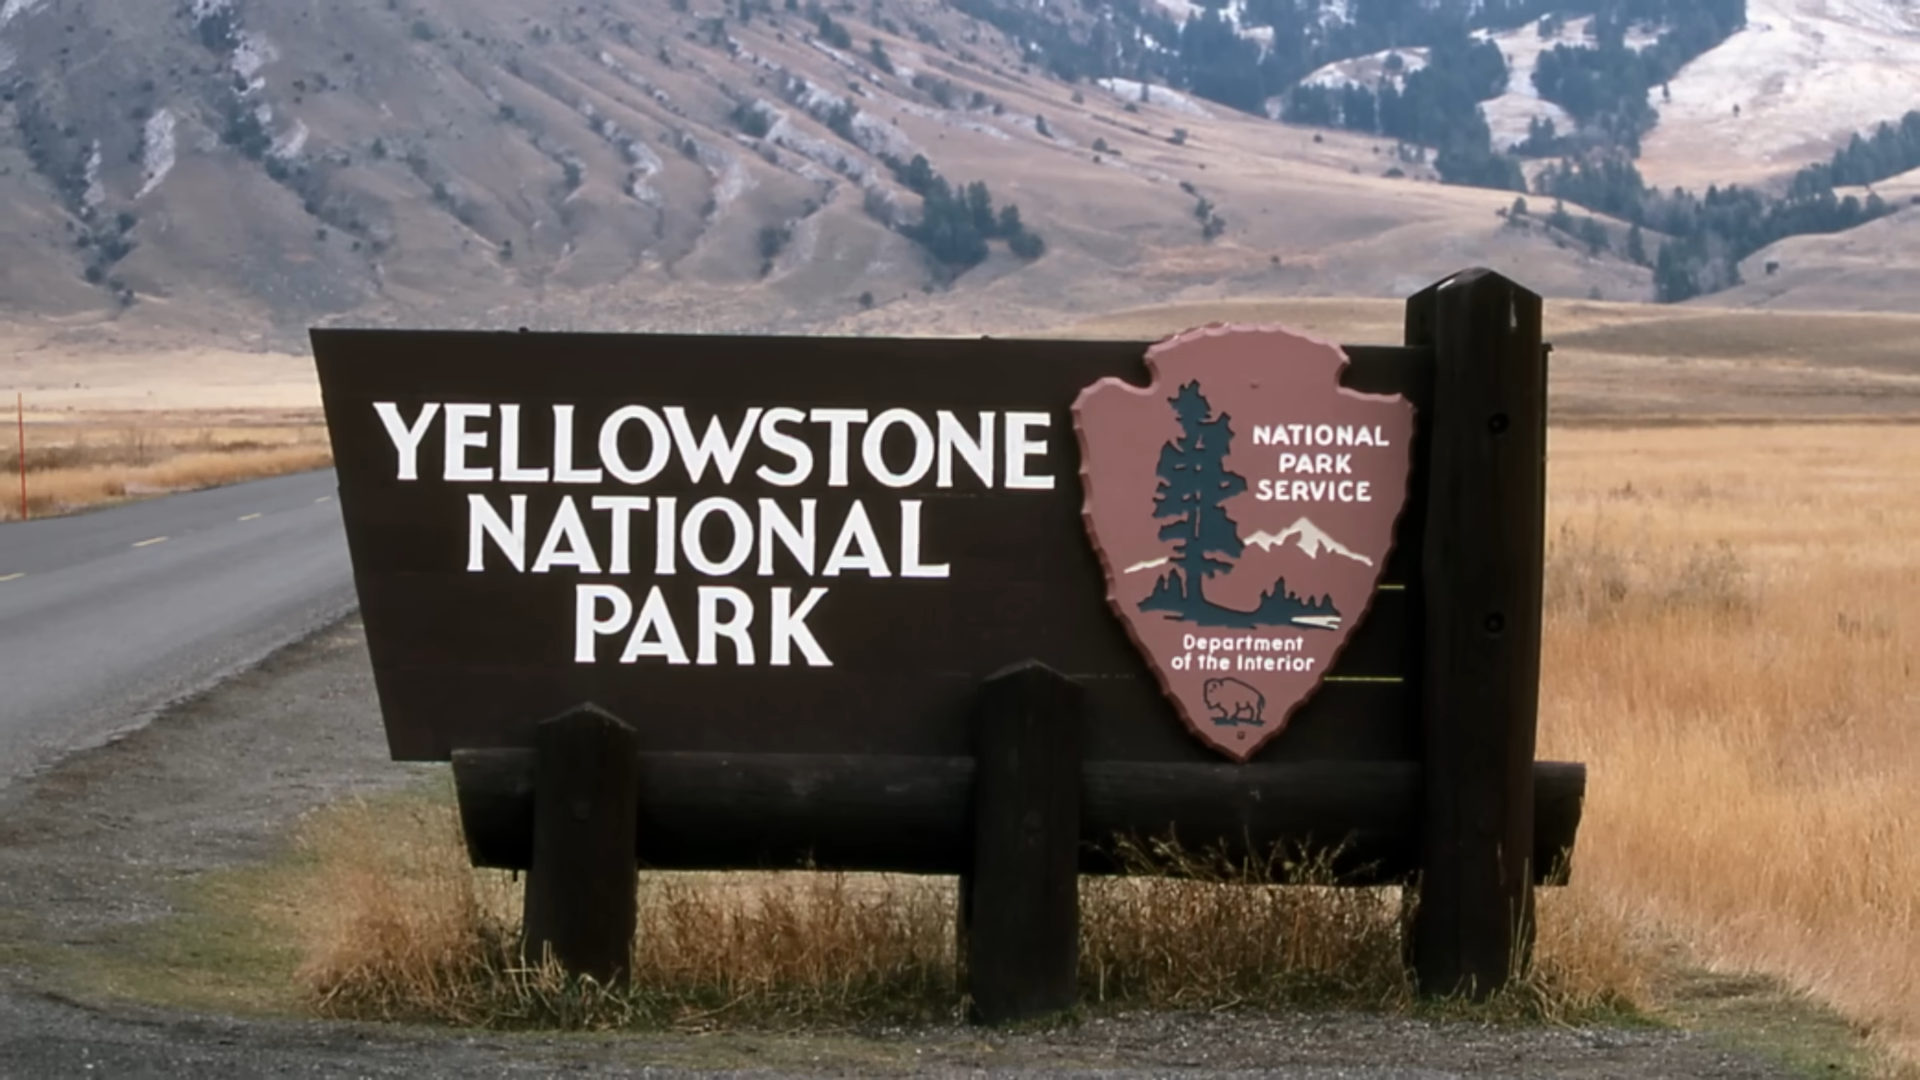 YELLOWSTONE
NATIONAL
PARK
NATIONAL
PARK
SERVICE
Department
of the Interior